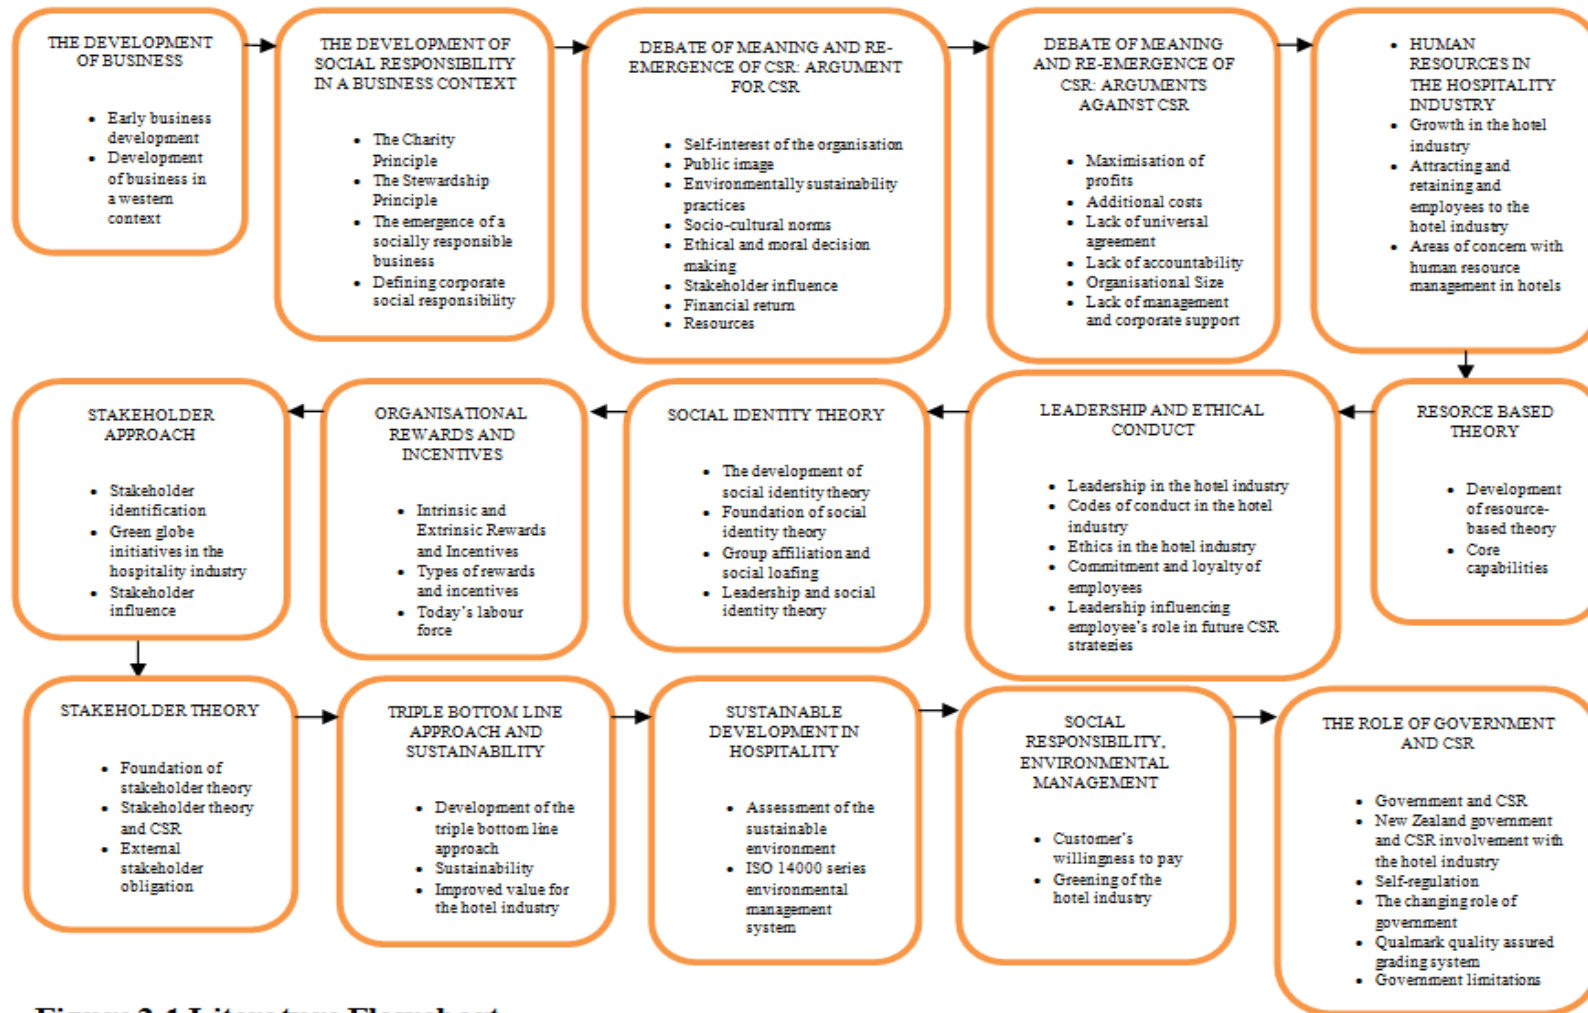 THE DEVELOPMENT
OF BUSINESS
• Early business
development
• Development
of business in
a western
context
THE DEVELOPMENT OF
SOCIAL RESPONSIBILITY
IN A BUSINESS CONTEXT
• The Charity
Principle
• The Stewardship
Principle
• The emergence of a
socially responsible
business
• Defining corporate
social responsibility
DEBATE OF MEANING AND RE-
EMERGENCE OF CSR: ARGUMENT
FOR CSR
• Self-interest of the organisation
• Public image
• Environmentally sustainability
practices
• Socio-cultural norms
• Ethical and moral decision
making
• Stakeholder influence
• Financial return
• Resources
DEBATE OF MEANING
AND RE-EMERGENCE OF
CSR: ARGUMENTS
AGAINST CSR
• Maximisation of
profits
• Additional costs
• Lack of universal
agreement
• Lack of accountability
• Organisational Size
• Lack of management
and corporate support
• HUMAN
RESOURCES IN
THE HOSPITALITY
INDUSTRY
• Growth in the hotel
industry
• Attracting and
retaining and
employees to the
hotel industry
• Areas of concern with
human resource
management in hotels
STAKEHOLDER
APPROACH
• Stakeholder
identification
• Green globe
initiatives in the
hospitality industry
• Stakeholder
influence
ORGANISATIONAL
REWARDS AND
INCENTIVES
• Intrinsic and
Extrinsic Rewards
and Incentives
• Types of rewards
and incentives
• Today's labour
force
SOCIAL IDENTITY THEORY
• The development of
social identity theory
• Foundation of social
identity theory
• Group affiliation and
social loafing
• Leadership and social
identity theory
LEADERSHIP AND ETHICAL
CONDUCT
• Leadership in the hotel industry
• Codes of conduct in the hotel
industry
• Ethics in the hotel industry
• Commitment and loyalty of
employees
• Leadership influencing
employee's role in future CSR
strategies
RESORCE BASED
THEORY
• Development
of resource-
based theory
• Core
capabilities
STAKEHOLDER THEORY
• Foundation of
stakeholder theory
• Stakeholder theory
and CSR
• External
stakeholder
obligation
TRIPLE BOTTOM LINE
APPROACH AND
SUSTAINABILITY
• Development of the
triple bottom line
approach
• Sustainability
• Improved value for
the hotel industry
SUSTAINABLE
DEVELOPMENT IN
HOSPITALITY
• Assessment of the
sustainable
environment
• ISO 14000 series
environmental
management
system
SOCIAL
RESPONSIBILITY,
ENVIRONMENTAL
MANAGEMENT
• Customer's
willingness to pay
• Greening of the
hotel industry
THE ROLE OF GOVERNMENT
AND CSR
• Government and CSR
• New Zealand government
and CSR involvement with
the hotel industry
• Self-regulation
• The changing role of
government
• Qualmark quality assured
grading system
• Government limitations
Figure 2.1 Literature Flowchart